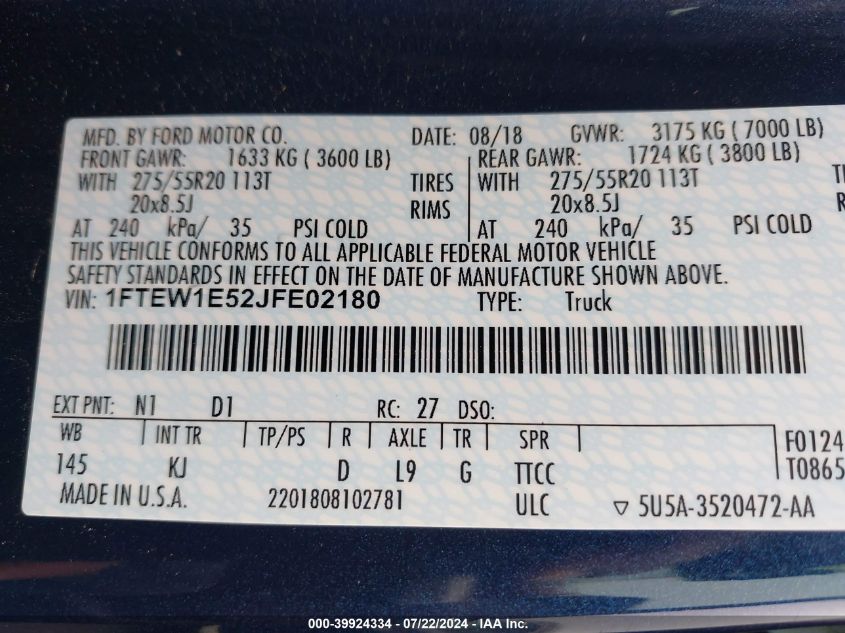 MFD. BY FORD MOTOR CO. DATE: 08/18 GVWR: 3175 KG ( 7000 LB)
FRONT GAWR: 1633 KG ( 3600 LB) REAR GAWR: 1724 KG ( 3800 LB)
WITH 275/55R20 113T TIRES WITH 275/55R20 113T
20x8.5J RIMS 20x8.5J
AT 240 kPa/ 35 PSI COLD AT 240 kPa/ 35 PSI COLD
THIS VEHICLE CONFORMS TO ALL APPLICABLE FEDERAL MOTOR VEHICLE
SAFETY STANDARDS IN EFFECT ON THE DATE OF MANUFACTURE SHOWN ABOVE.
VIN: 1FTEW1E52JFE02180 TYPE: Truck
EXT PNT: N1 D1 RC: 27 DSO:
WB INT TR TP/PS R AXLE TR SPR F0124
145 KJ D L9 G TTCC T0865
MADE IN U.S.A. 2201808102781 ULC ▽ 5U5A-3520472-AA
000-39924334 / 07/22/2024 - IAA Inc.